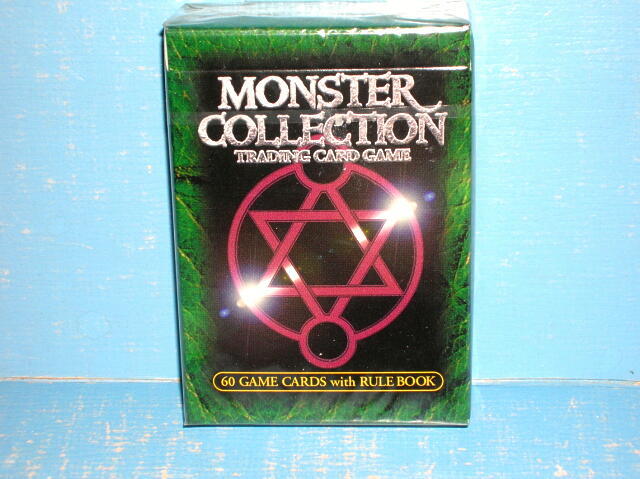 MONSTER
COLLECTION
TRADING CARD GAME
60 GAME CARDS with RULE BOOK